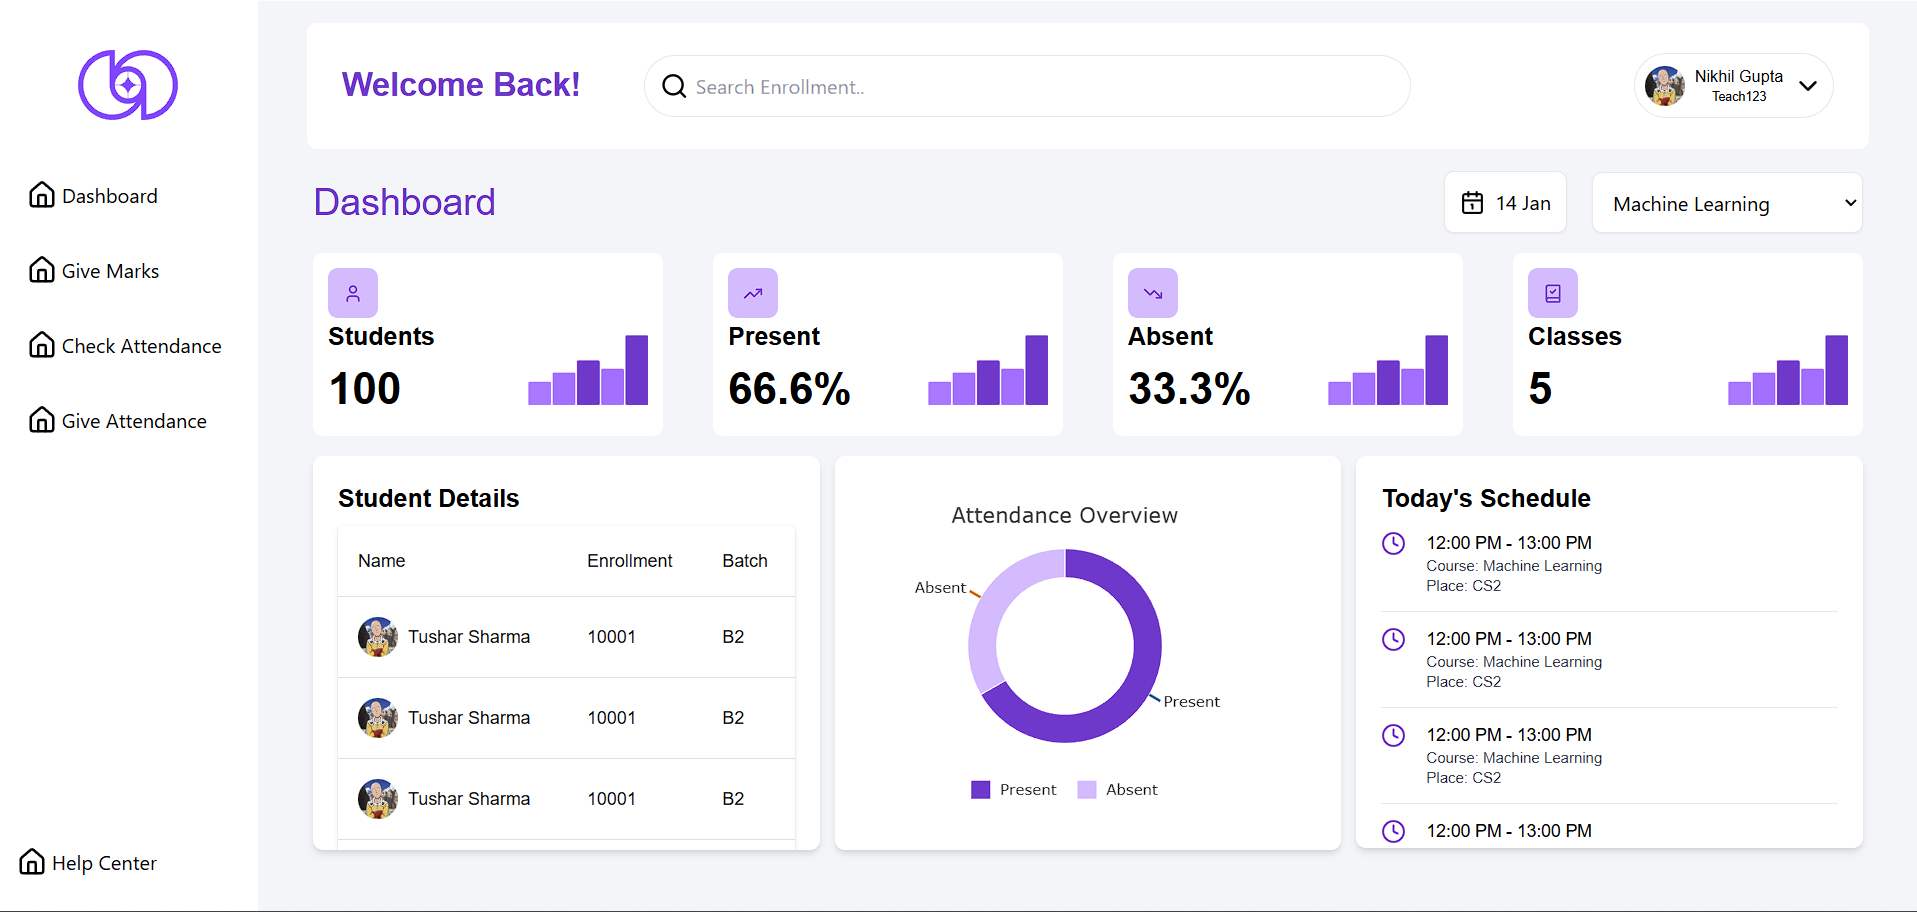 Welcome Back!
Search Enrollment..
Nikhil Gupta
Teach123
Dashboard
Give Marks
Check Attendance
Give Attendance
Help Center
Dashboard
14 Jan
Machine Learning
Students
100
Present
66.6%
Absent
33.3%
Classes
5
Student Details
Name Enrollment Batch
Tushar Sharma 10001 B2
Tushar Sharma 10001 B2
Tushar Sharma 10001 B2
Attendance Overview
Absent
Present
Present Absent
Today's Schedule
12:00 PM - 13:00 PM
Course: Machine Learning
Place: CS2
12:00 PM - 13:00 PM
Course: Machine Learning
Place: CS2
12:00 PM - 13:00 PM
Course: Machine Learning
Place: CS2
12:00 PM - 13:00 PM